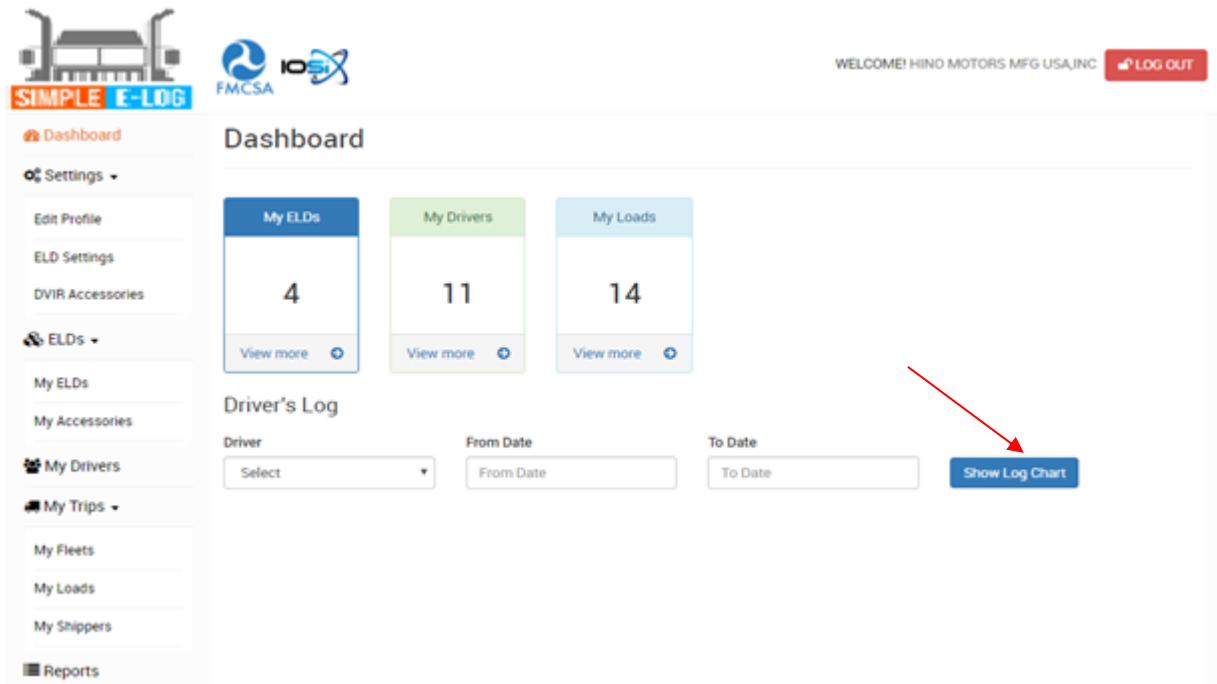 SIMPLE E-LOG
FMCSA
IOSiX
WELCOME! HINO MOTORS MFG USA,INC
LOG OUT
Dashboard
Settings
Edit Profile
ELD Settings
DVIR Accessories
ELDs
My ELDs
My Accessories
My Drivers
My Trips
My Fleets
My Loads
My Shippers
Reports
Dashboard
My ELDs
4
View more
My Drivers
11
View more
My Loads
14
View more
Driver's Log
Driver
Select
From Date
From Date
To Date
To Date
Show Log Chart